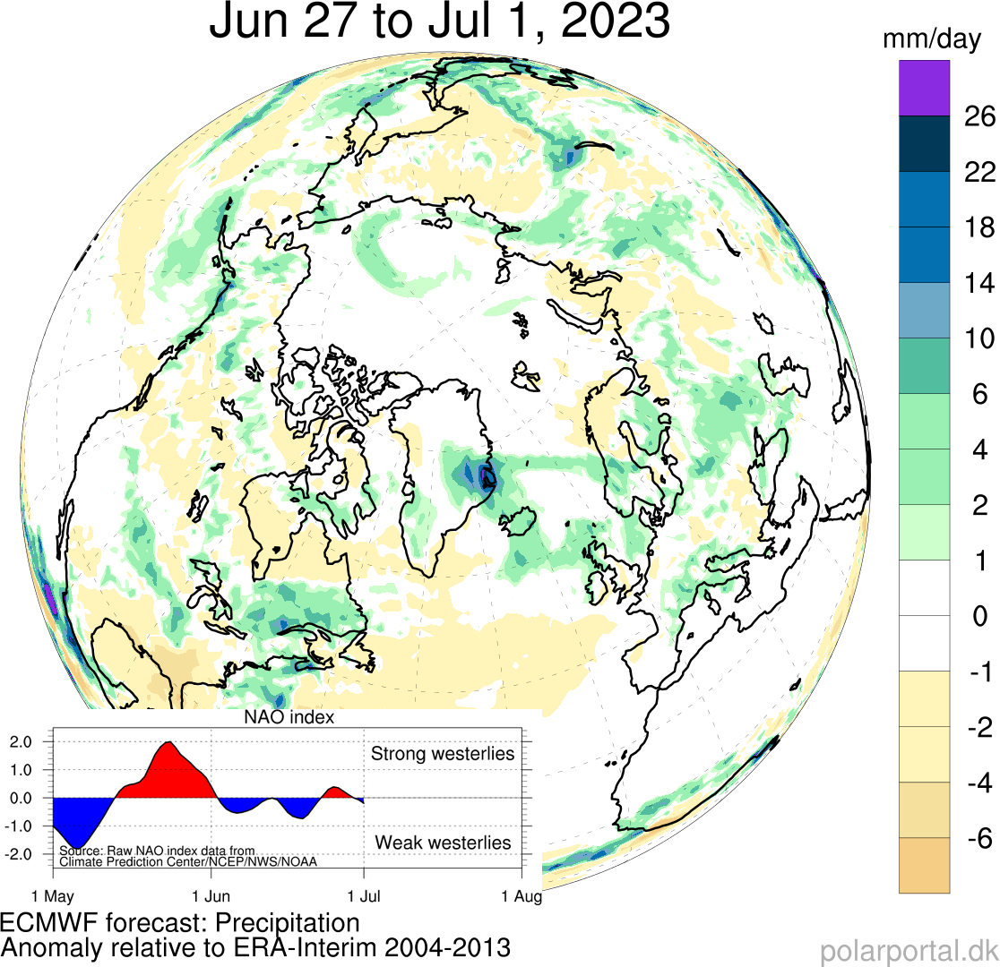 Jun 27 to Jul 1, 2023
mm/day
26
22
18
14
10
6
4
2
1
0
-1
-2
-4
-6
NAO index
2.0
1.0
0.0
-1.0
-2.0
Strong westerlies
Weak westerlies
Source: Raw NAO index data from
Climate Prediction Center/NCEP/NWS/NOAA
1 May 1 Jun 1 Jul 1 Aug
ECMWF forecast: Precipitation
Anomaly relative to ERA-Interim 2004-2013
polarportal.dk